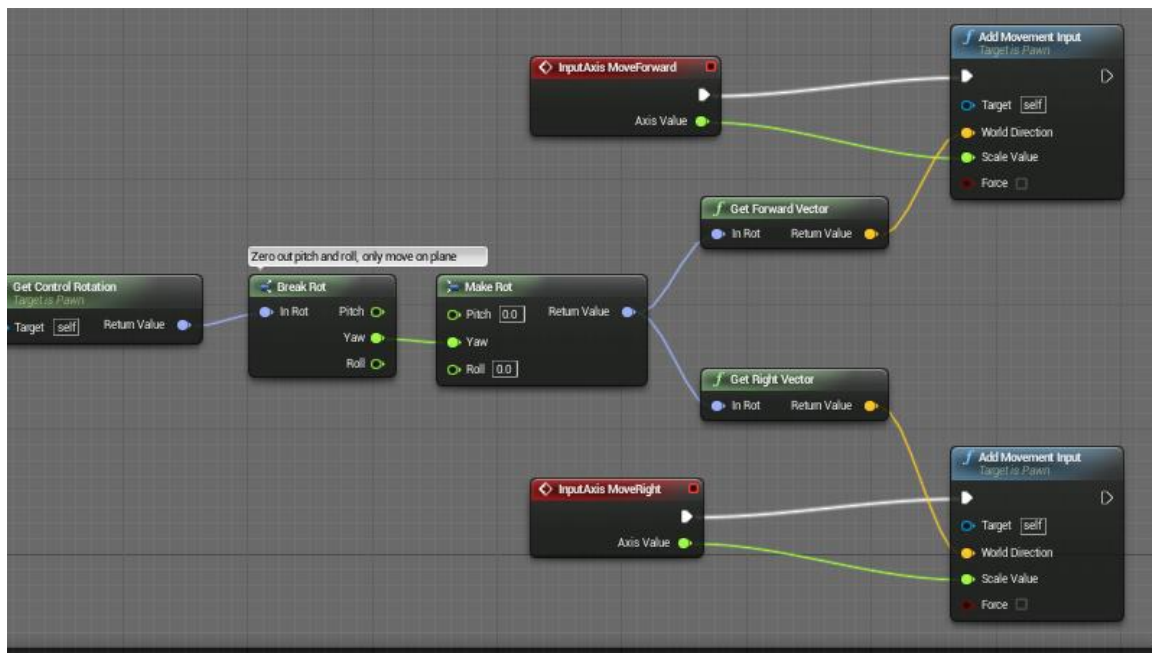 Add Movement Input
Target is Pawn
Target self
World Direction
Scale Value
Force
InputAxis MoveForward
Axis Value
Get Forward Vector
In Rot Return Value
Zero out pitch and roll, only move on plane
Get Control Rotation
Target is Pawn
Target self Return Value
Break Rot
In Rot Pitch
Yaw
Roll
Make Rot
Pitch 0.0 Return Value
Yaw
Roll 0.0
Get Right Vector
In Rot Return Value
InputAxis MoveRight
Axis Value
Add Movement Input
Target is Pawn
Target self
World Direction
Scale Value
Force